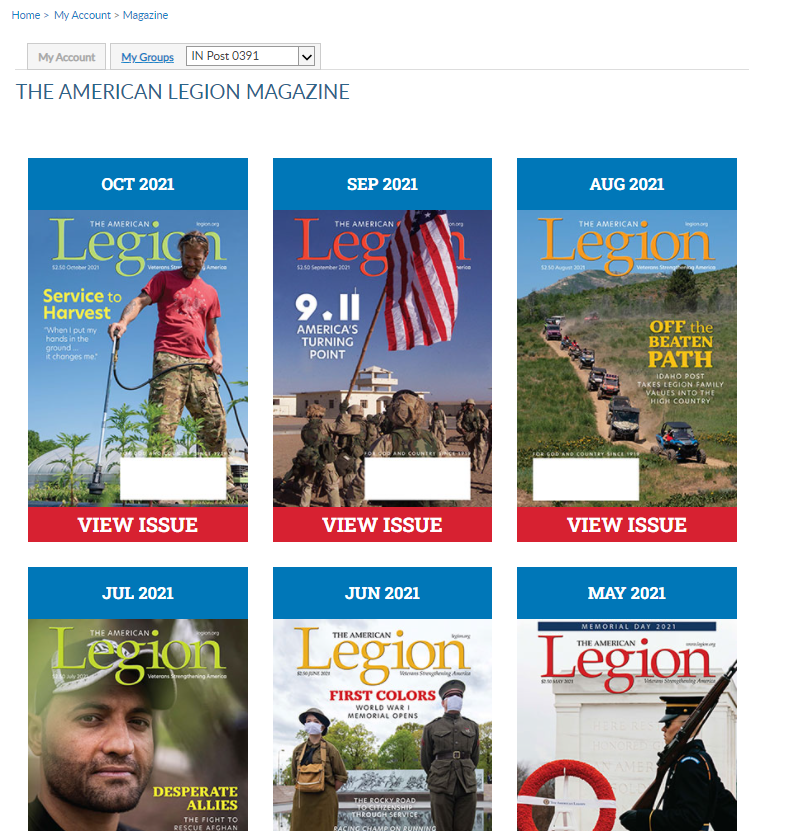 Home > My Account > Magazine
My Account
My Groups
IN Post 0391
THE AMERICAN LEGION MAGAZINE
OCT 2021
SEP 2021
AUG 2021
THE AMERICAN
legion.org
Legion
$2.50 October 2021
Veterans Strengthening America
Service to
Harvest
"When I put my
hands in the
ground ...
it changes me."
FOR GOD AND COUNTRY SINCE 1919
THE AMERICAN
Legion
$2.50 September 2021
9.11
AMERICA'S
TURNING
POINT
FOR GOD AND COUNTRY SINCE 1919
THE AMERICAN
legion.org
Legion
$2.50 August 2021
Veterans Strengthening America
OFF the
BEATEN
PATH
IDAHO POST
TAKES LEGION FAMILY
VALUES INTO THE
HIGH COUNTRY
FOR GOD AND COUNTRY SINCE 1919
VIEW ISSUE
VIEW ISSUE
VIEW ISSUE
JUL 2021
JUN 2021
MAY 2021
THE AMERICAN
legion.org
Legion
$2.50 July 2021
Veterans Strengthening America
DESPERATE
ALLIES
THE FIGHT TO
RESCUE AFGHAN
THE AMERICAN
legion.org
Legion
$2.50 JUNE 2021
Veterans Strengthening America
FIRST COLORS
WORLD WAR I
MEMORIAL OPENS
THE ROCKY ROAD
TO CITIZENSHIP
THROUGH SERVICE
RACING CHAMP ON RUNNING
MEMORIAL DAY 2021
THE AMERICAN
www.legion.org
Legion
$2.50 MAY 2021
Veterans Strengthening America